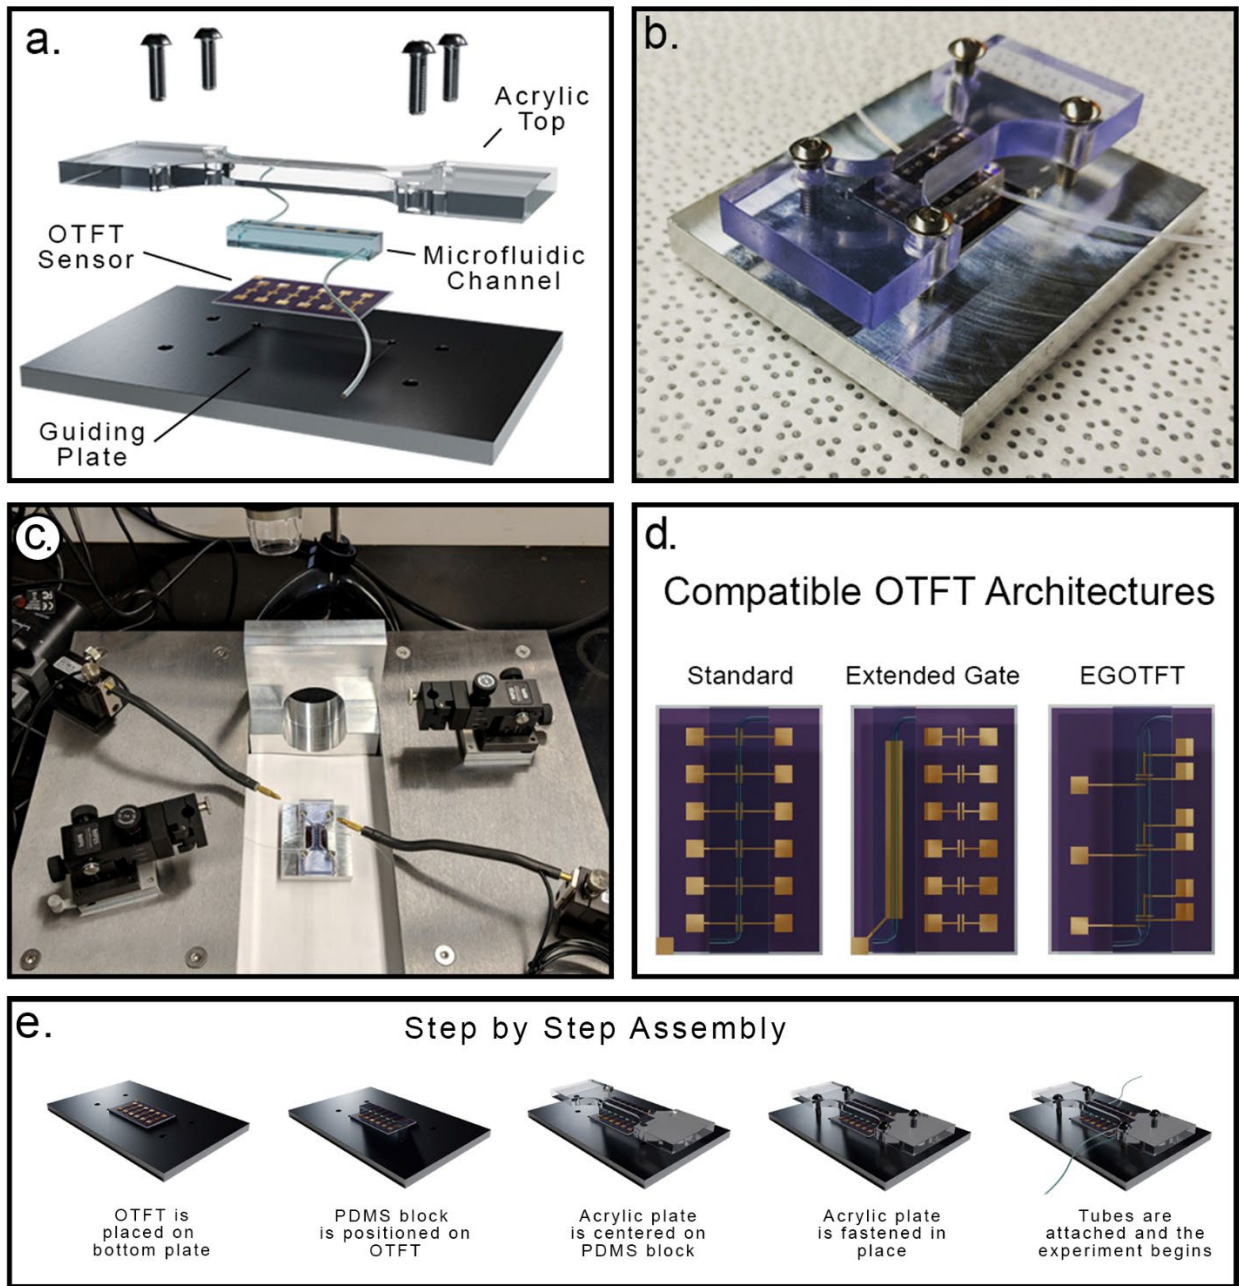 a.
Acrylic
Top
OTFT
Sensor
Microfluidic
Channel
Guiding
Plate
b.
c.
d.
Compatible OTFT Architectures
Standard
Extended Gate
EGOTFT
e.
Step by Step Assembly
OTFT is
placed on
bottom plate
PDMS block
is positioned on
OTFT
Acrylic plate
is centered on
PDMS block
Acrylic plate
is fastened in
place
Tubes are
attached and the
experiment begins